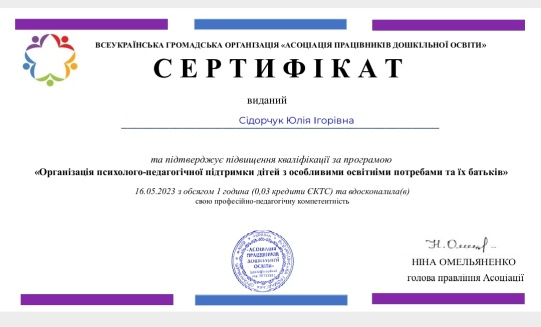 ВСЕУКРАЇНСЬКА ГРОМАДСЬКА ОРГАНІЗАЦІЯ «АСОЦІАЦІЯ ПРАЦІВНИКІВ ДОШКІЛЬНОЇ ОСВІТИ»
СЕРТИФІКАТ
виданий
Сідорчук Юлія Ігорівна
та підтверджує підвищення кваліфікації за програмою
«Організація психолого-педагогічної підтримки дітей з особливими освітніми потребами та їх батьків»
16.05.2023 з обсягом 1 година (0,03 кредити ЄКТС) та вдосконалила(в)
свою професійно-педагогічну компетентність
АСОЦІАЦІЯ
ПРАЦІВНИКІВ
ДОШКІЛЬНОЇ
ОСВІТИ
НІНА ОМЕЛЬЯНЕНКО
голова правління Асоціації